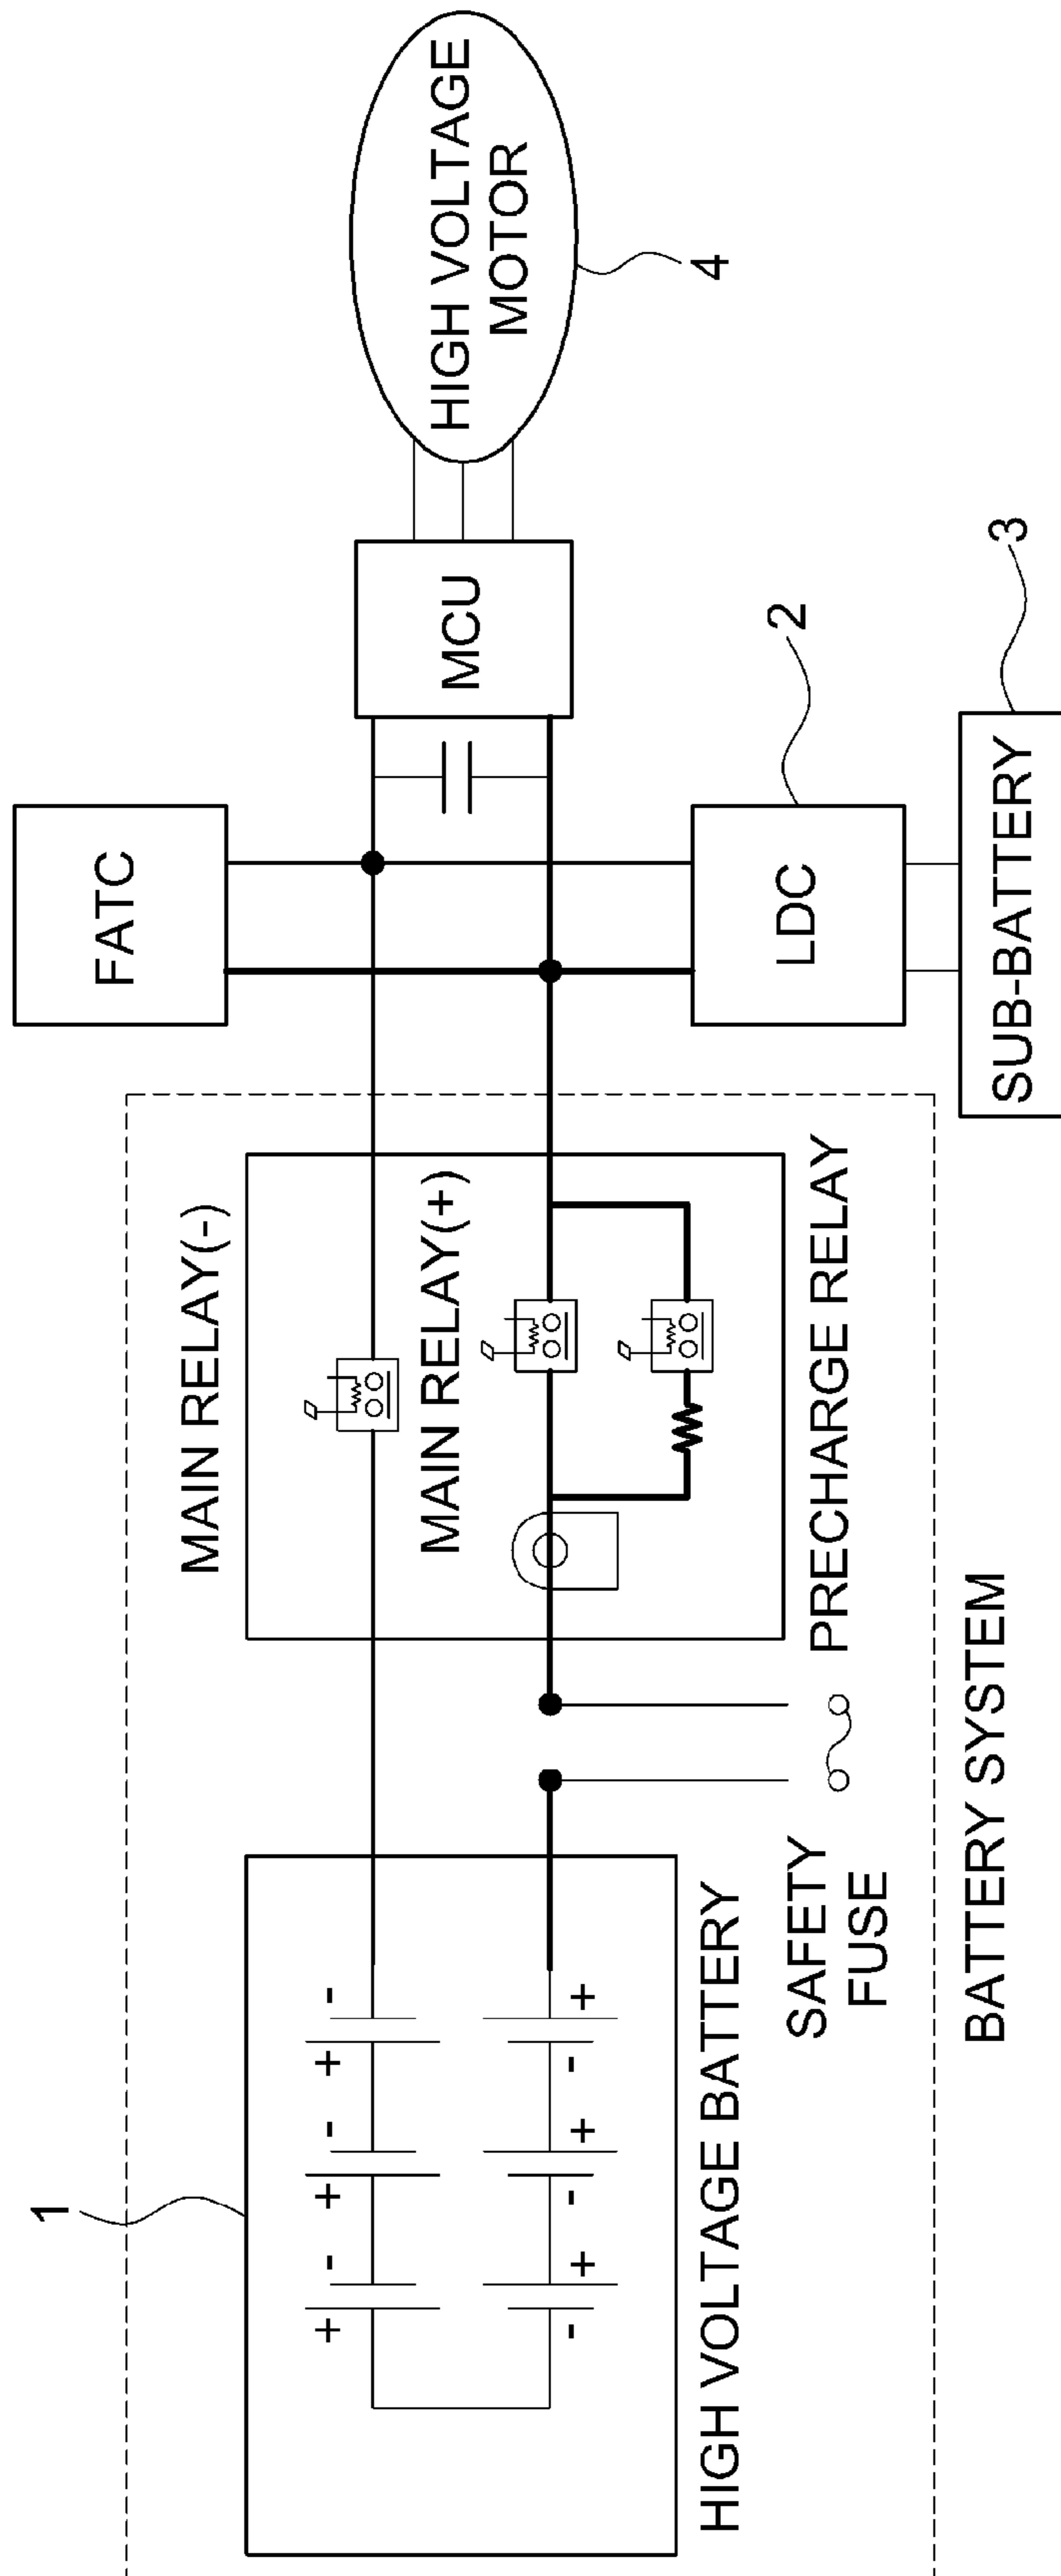 1
+ - + - + -
- + - + - +
HIGH VOLTAGE BATTERY
SAFETY
FUSE
BATTERY SYSTEM
MAIN RELAY(-)
MAIN RELAY(+)
PRECHARGE RELAY
FATC
LDC
2
SUB-BATTERY
3
MCU
HIGH VOLTAGE
MOTOR
4